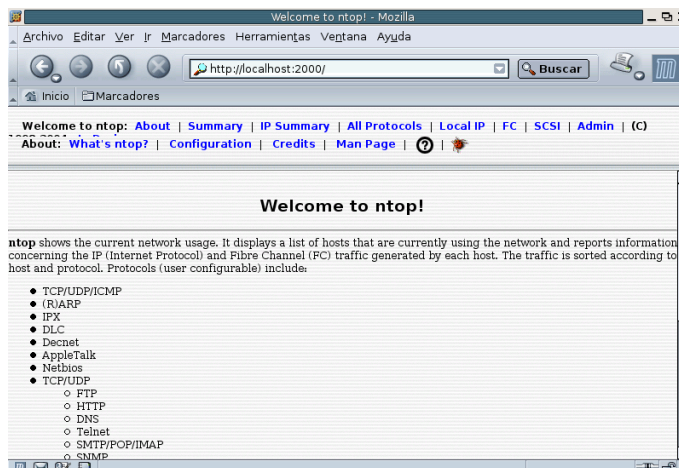 Welcome to ntop! - Mozilla
Archivo Editar Ver Ir Marcadores Herramientas Ventana Ayuda
http://localhost:2000/ Buscar
Inicio Marcadores
Welcome to ntop: About | Summary | IP Summary | All Protocols | Local IP | FC | SCSI | Admin | (C)
About: What's ntop? | Configuration | Credits | Man Page | ? |
Welcome to ntop!
ntop shows the current network usage. It displays a list of hosts that are currently using the network and reports information
concerning the IP (Internet Protocol) and Fibre Channel (FC) traffic generated by each host. The traffic is sorted according to
host and protocol. Protocols (user configurable) include:
TCP/UDP/ICMP
(R)ARP
IPX
DLC
Decnet
AppleTalk
Netbios
TCP/UDP
FTP
HTTP
DNS
Telnet
SMTP/POP/IMAP
SNMP